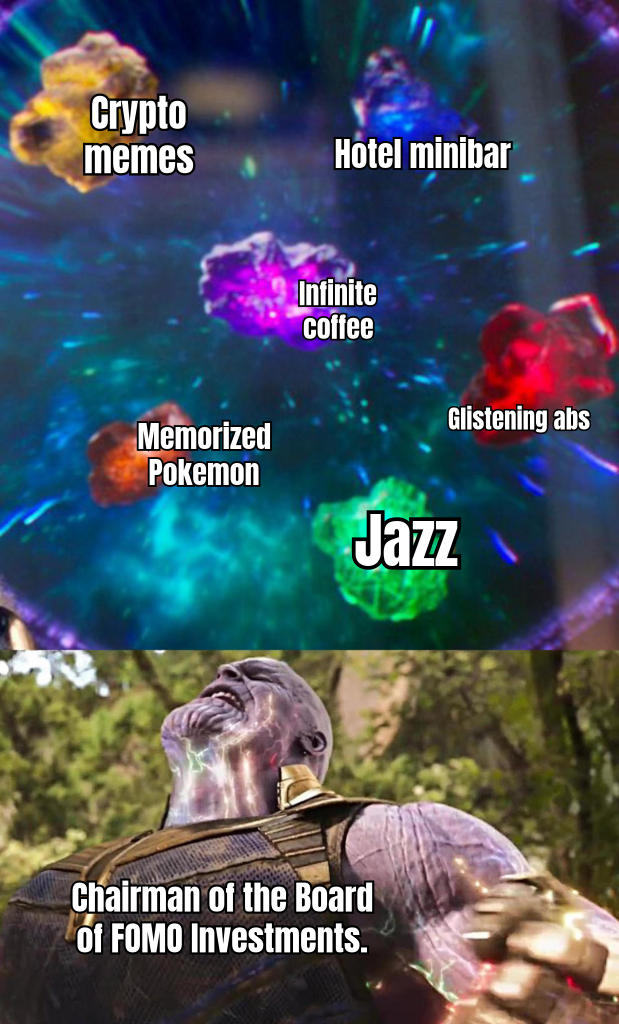 Crypto
memes
Hotel minibar
Infinite
coffee
Glistening abs
Memorized
Pokemon
Jazz
Chairman of the Board
of FOMO Investments.